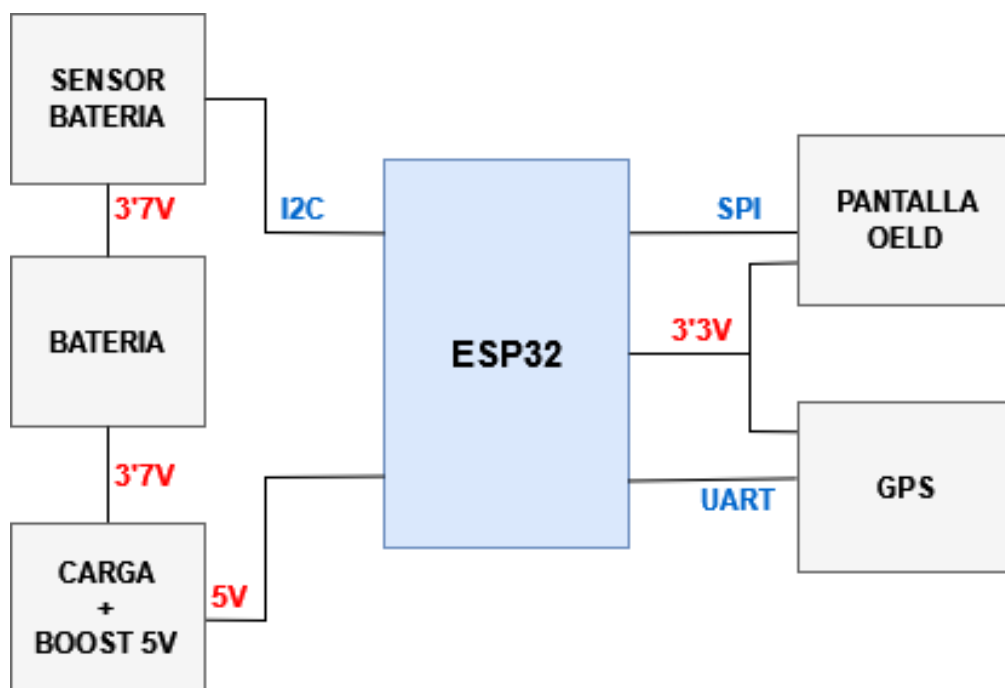 SENSOR
BATERIA
3'7V
BATERIA
3'7V
CARGA
+
BOOST 5V
5V
I2C
ESP32
SPI
3'3V
UART
PANTALLA
OELD
GPS